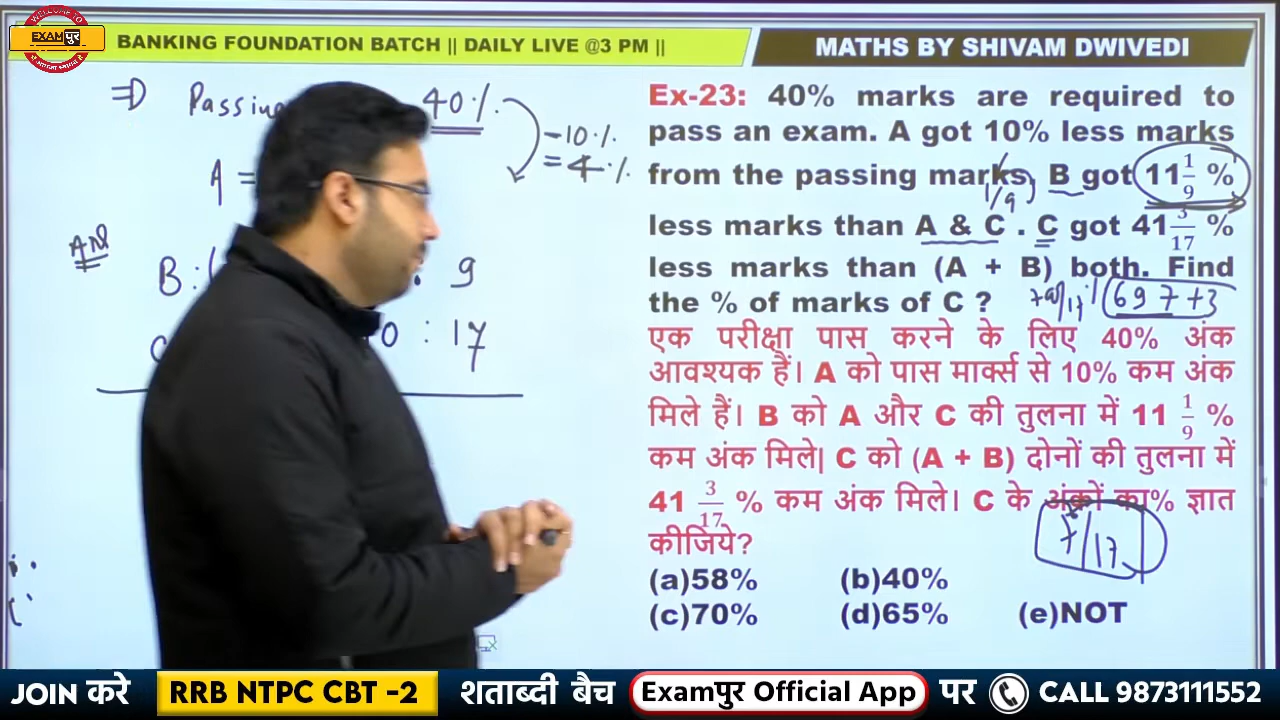 WELCOME TO
EXAMपुर
BANKING FOUNDATION BATCH || DAILY LIVE @3 PM ||
MATHS BY SHIVAM DWIVEDI
⇒ Passing 40%.
-10%.
= 4%.
A =
AN
B : 9
0 : 17
Ex-23: 40% marks are required to
pass an exam. A got 10% less marks
from the passing marks, B got 11 1/9 %
1/9
less marks than A & C . C got 41 3/17 %
less marks than (A + B) both. Find
the % of marks of C ?
697+3
एक परीक्षा पास करने के लिए 40% अंक
आवश्यक हैं। A को पास मार्क्स से 10% कम अंक
मिले हैं। B को A और C की तुलना में 11 1/9 %
कम अंक मिले| C को (A + B) दोनों की तुलना में
41 3/17 % कम अंक मिले। C के अंकों का% ज्ञात
कीजिये?
7/17
(a)58% (b)40%
(c)70% (d)65% (e)NOT
JOIN करे RRB NTPC CBT -2 शताब्दी बैच Examपुर Official App पर CALL 9873111552